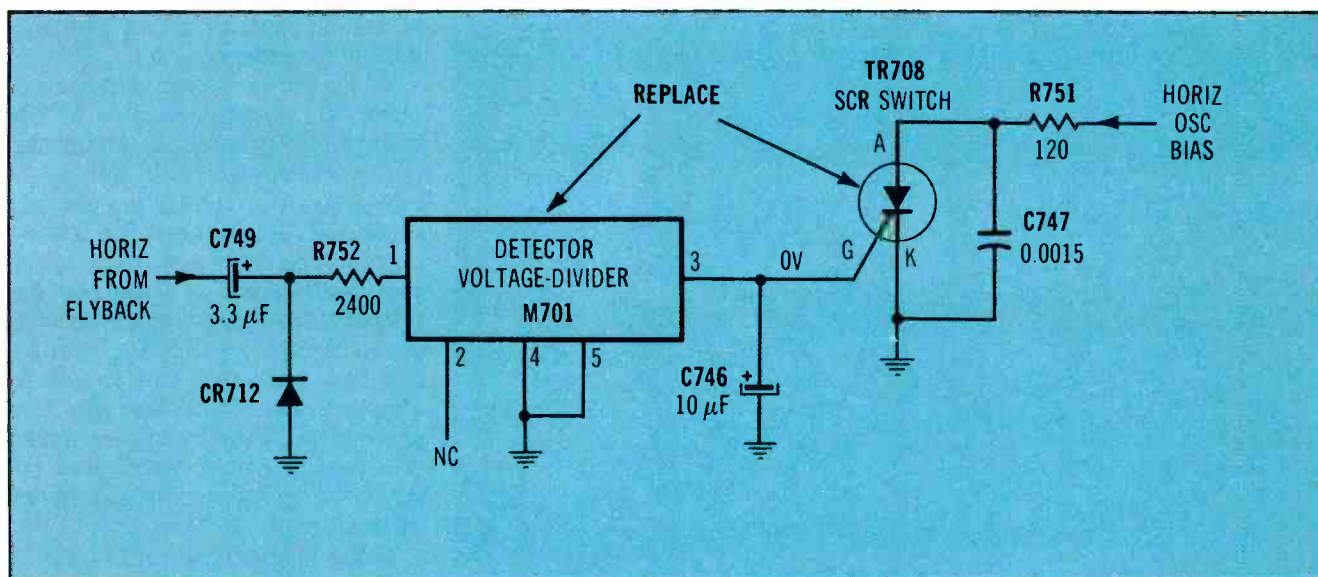 REPLACE
TR708
SCR SWITCH
R751
120
HORIZ
OSC
BIAS
A
G
K
C747
0.0015
HORIZ
FROM
FLYBACK
C749
+
3.3 µF
R752
2400
1
DETECTOR
VOLTAGE-DIVIDER
M701
3
0V
2
4
5
CR712
NC
C746
+
10 µF